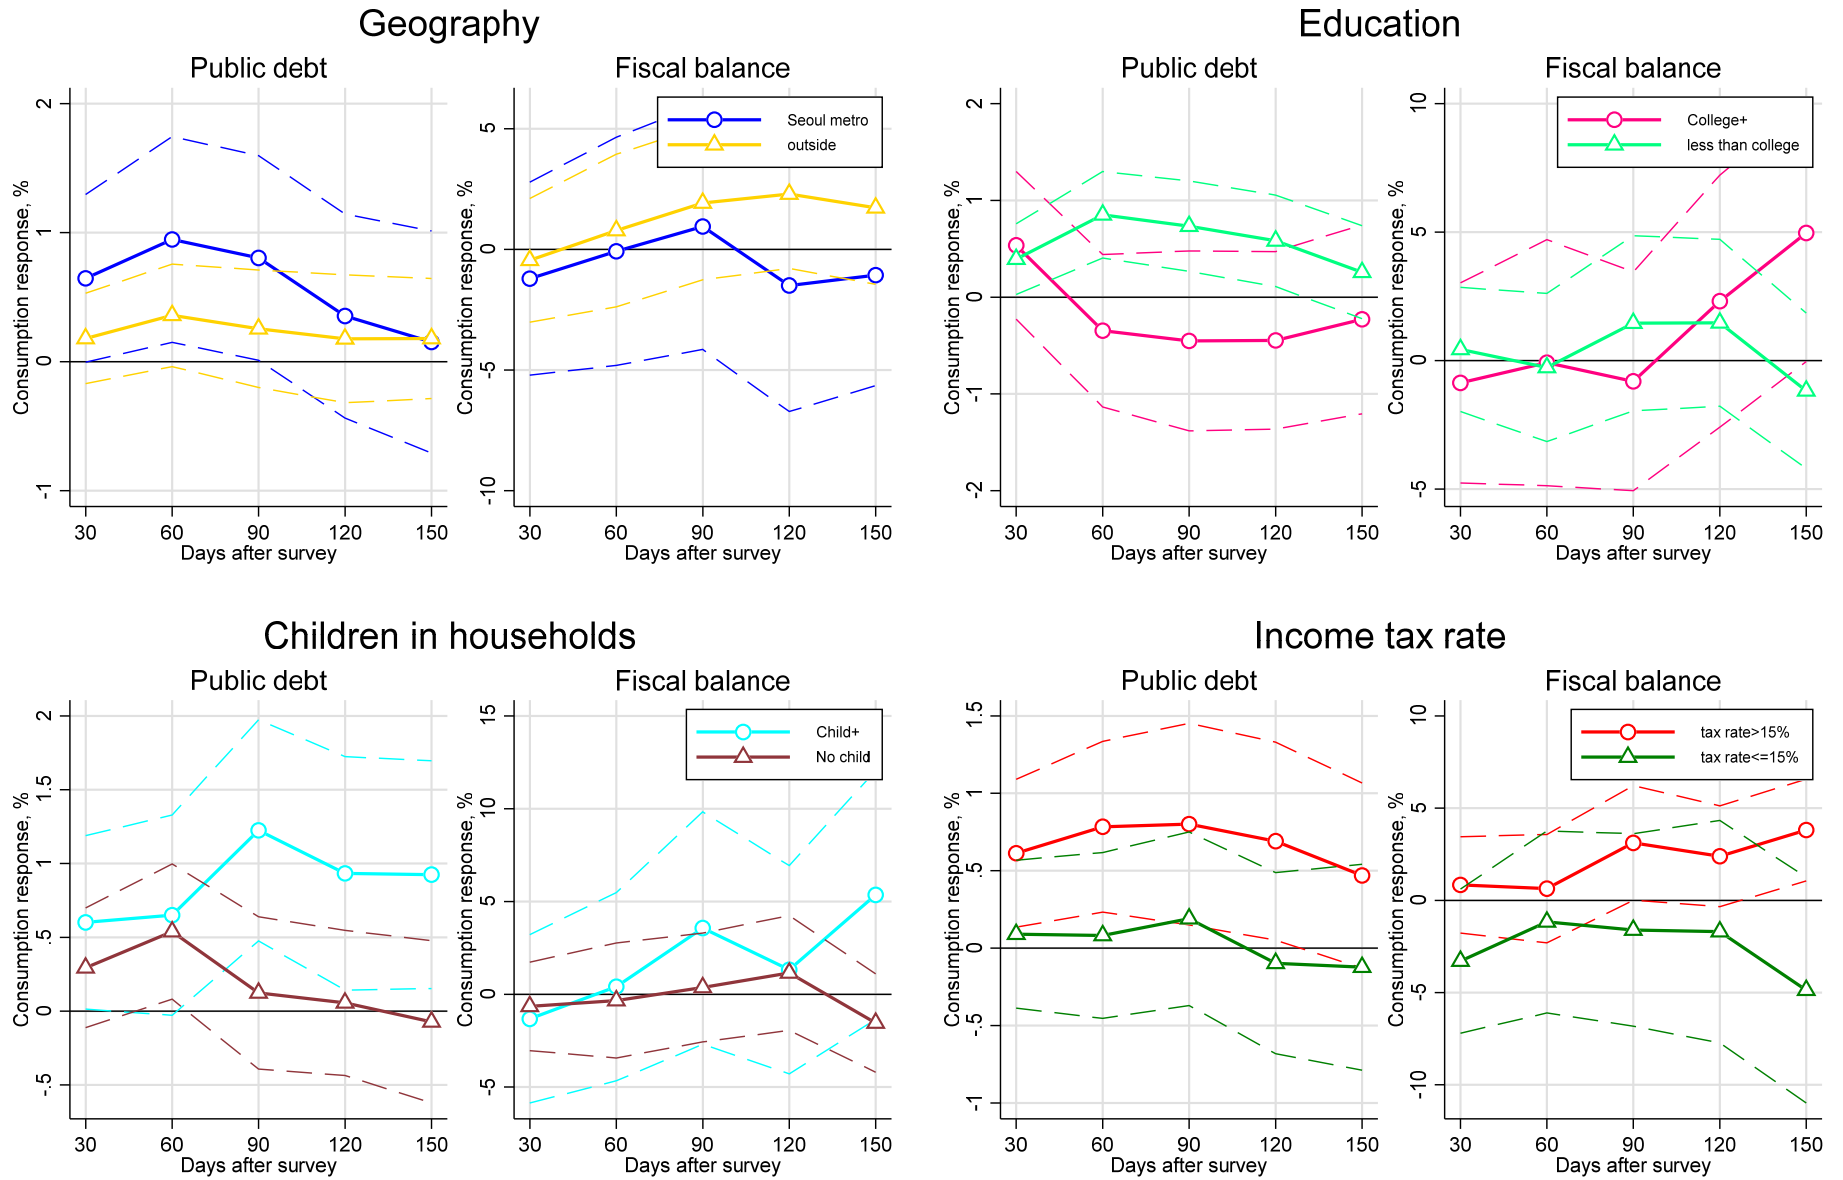 Geography
Public debt
Consumption response, %
2
1
0
-1
30 60 90 120 150
Days after survey
Fiscal balance
Consumption response, %
5
0
-5
-10
Seoul metro
outside
30 60 90 120 150
Days after survey
Education
Public debt
Consumption response, %
2
1
0
-1
-2
30 60 90 120 150
Days after survey
Fiscal balance
Consumption response, %
10
5
0
-5
College+
less than college
30 60 90 120 150
Days after survey
Children in households
Public debt
Consumption response, %
2
1.5
1
.5
0
-.5
30 60 90 120 150
Days after survey
Fiscal balance
Consumption response, %
15
10
5
0
-5
Child+
No child
30 60 90 120 150
Days after survey
Income tax rate
Public debt
Consumption response, %
1.5
1
.5
0
-.5
-1
30 60 90 120 150
Days after survey
Fiscal balance
Consumption response, %
10
5
0
-5
-10
tax rate>15%
tax rate<=15%
30 60 90 120 150
Days after survey